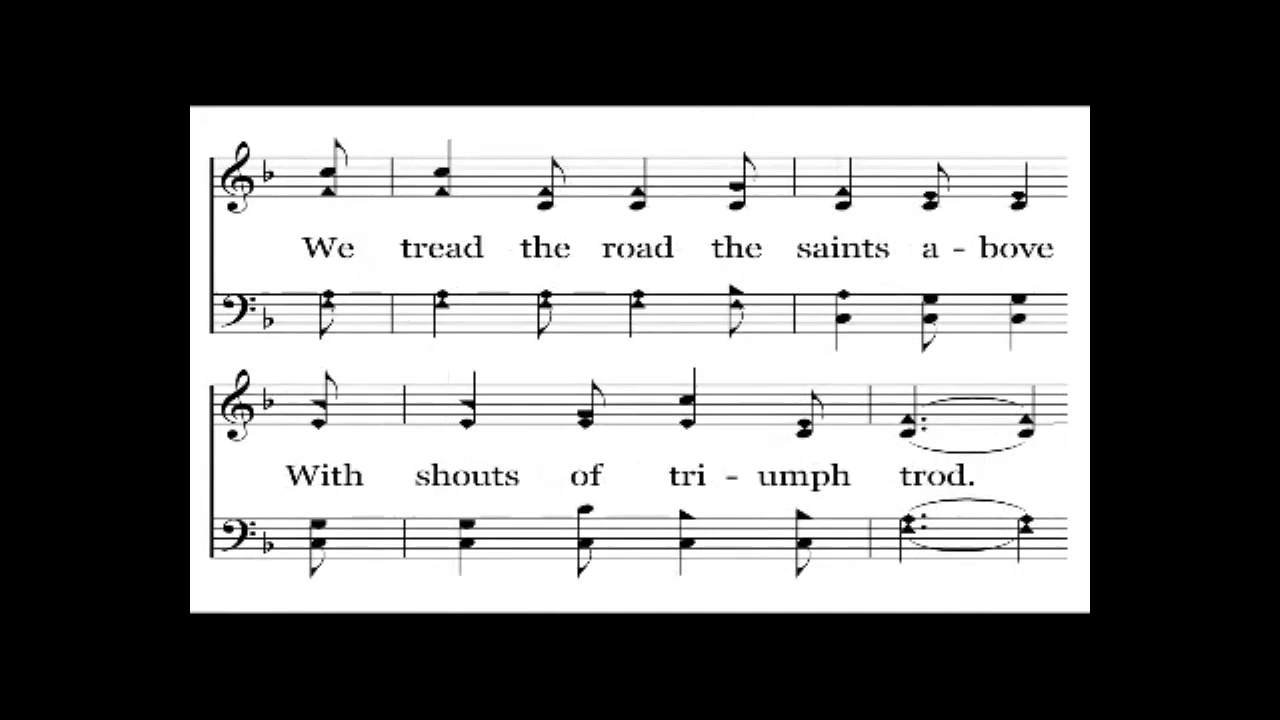 We tread the road the saints a - bove
With shouts of tri - umph trod.